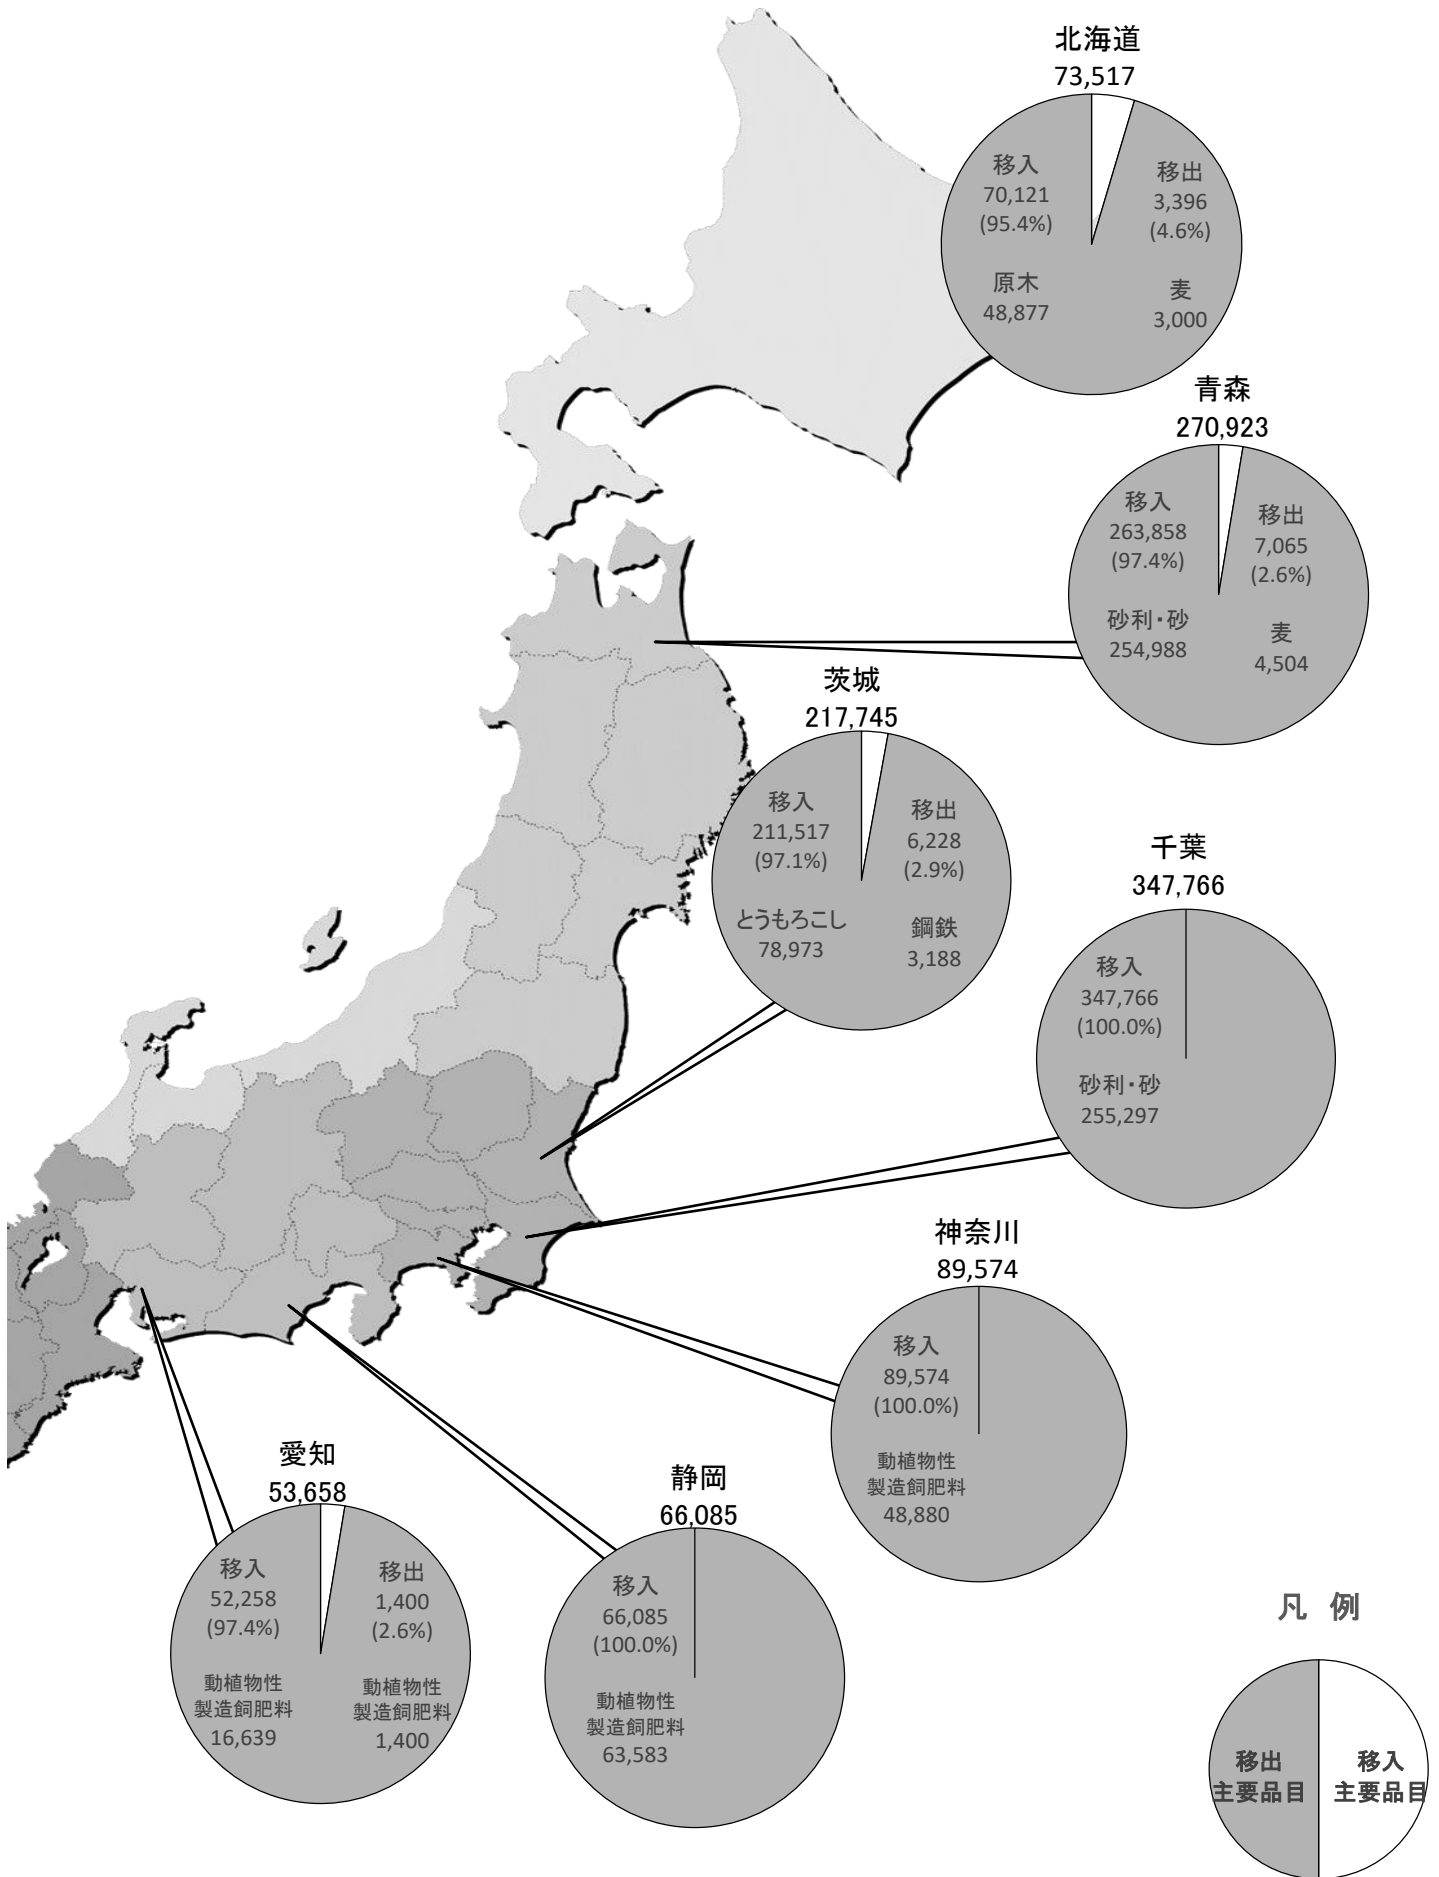 北海道
73,517
移入
70,121
(95.4%)
原木
48,877
移出
3,396
(4.6%)
麦
3,000
青森
270,923
移入
263,858
(97.4%)
砂利・砂
254,988
移出
7,065
(2.6%)
麦
4,504
茨城
217,745
移入
211,517
(97.1%)
とうもろこし
78,973
移出
6,228
(2.9%)
鋼鉄
3,188
千葉
347,766
移入
347,766
(100.0%)
砂利・砂
255,297
神奈川
89,574
移入
89,574
(100.0%)
動植物性
製造飼肥料
48,880
愛知
53,658
移入
52,258
(97.4%)
動植物性
製造飼肥料
16,639
移出
1,400
(2.6%)
動植物性
製造飼肥料
1,400
静岡
66,085
移入
66,085
(100.0%)
動植物性
製造飼肥料
63,583
凡 例
移出
主要品目
移入
主要品目